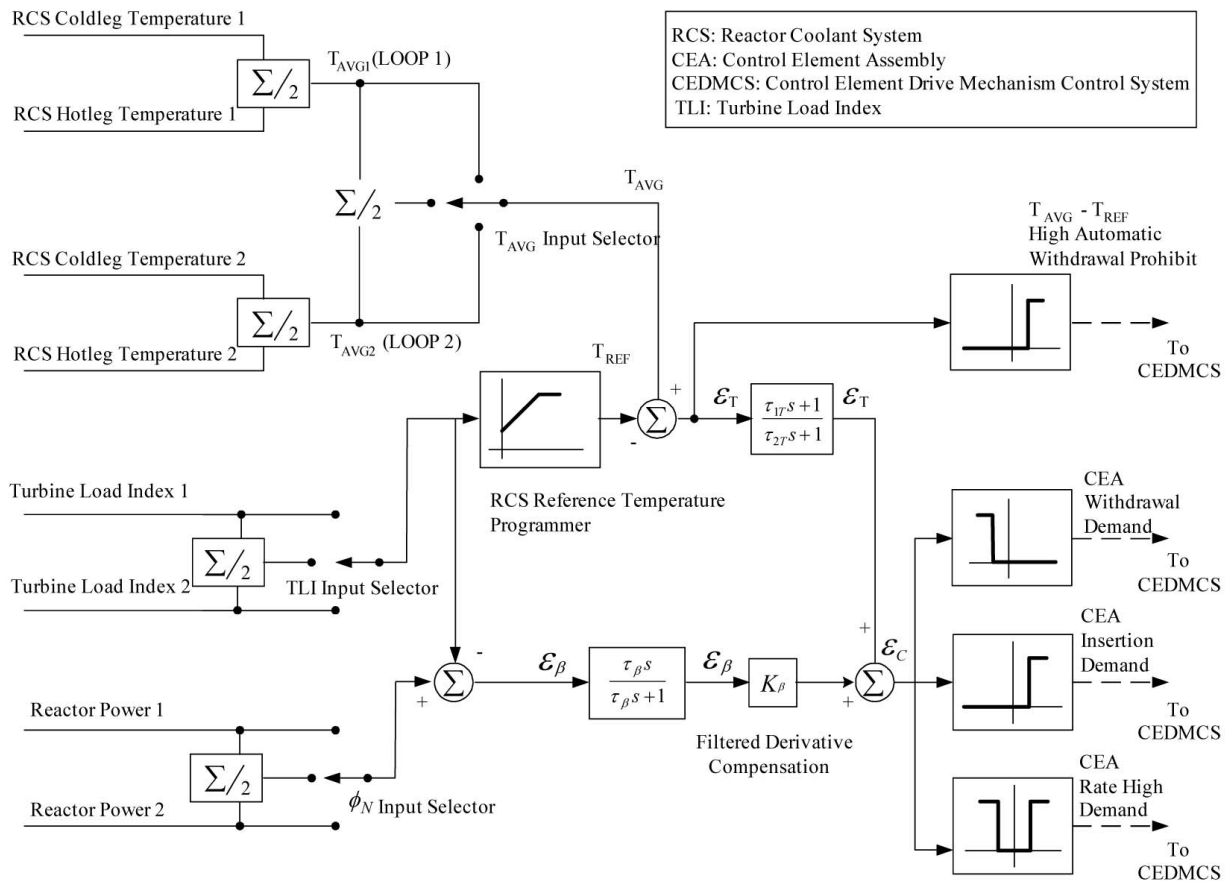 RCS Coldleg Temperature 1
RCS Hotleg Temperature 1
Σ/2
T_AVG1 (LOOP 1)
RCS: Reactor Coolant System
CEA: Control Element Assembly
CEDMCS: Control Element Drive Mechanism Control System
TLI: Turbine Load Index
Σ/2
T_AVG
T_AVG Input Selector
RCS Coldleg Temperature 2
RCS Hotleg Temperature 2
Σ/2
T_AVG2 (LOOP 2)
T_AVG - T_REF
High Automatic
Withdrawal Prohibit
To
CEDMCS
T_REF
+
-
Σ
ε_T
τ_1T s + 1
τ_2T s + 1
ε_T
RCS Reference Temperature
Programmer
Turbine Load Index 1
Σ/2
Turbine Load Index 2
TLI Input Selector
CEA
Withdrawal
Demand
To
CEDMCS
-
+
Σ
ε_β
τ_β s
τ_β s + 1
ε_β
K_β
+
+
Σ
ε_C
Filtered Derivative
Compensation
CEA
Insertion
Demand
To
CEDMCS
Reactor Power 1
Σ/2
Reactor Power 2
ϕ_N Input Selector
CEA
Rate High
Demand
To
CEDMCS